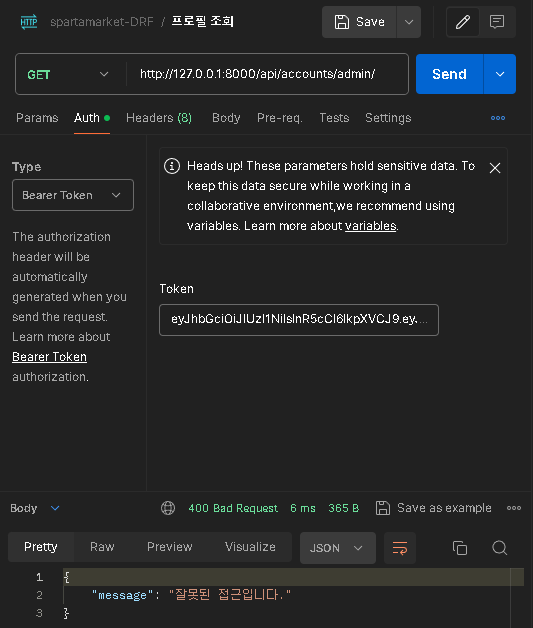 HTTP spartamarket-DRF / 프로필 조회 Save
GET http://127.0.0.1:8000/api/accounts/admin/ Send
Params Auth Headers (8) Body Pre-req. Tests Settings
Type
Bearer Token
The authorization
header will be
automatically
generated when you
send the request.
Learn more about
Bearer Token
authorization.
Heads up! These parameters hold sensitive data. To
keep this data secure while working in a
collaborative environment,we recommend using
variables. Learn more about variables.
Token
eyJhbGciOiJIUzI1NiIsInR5cCI6IkpXVCJ9.ey....
Body 400 Bad Request 6 ms 365 B Save as example
Pretty Raw Preview Visualize JSON
1 {
2 "message": "잘못된 접근입니다."
3 }